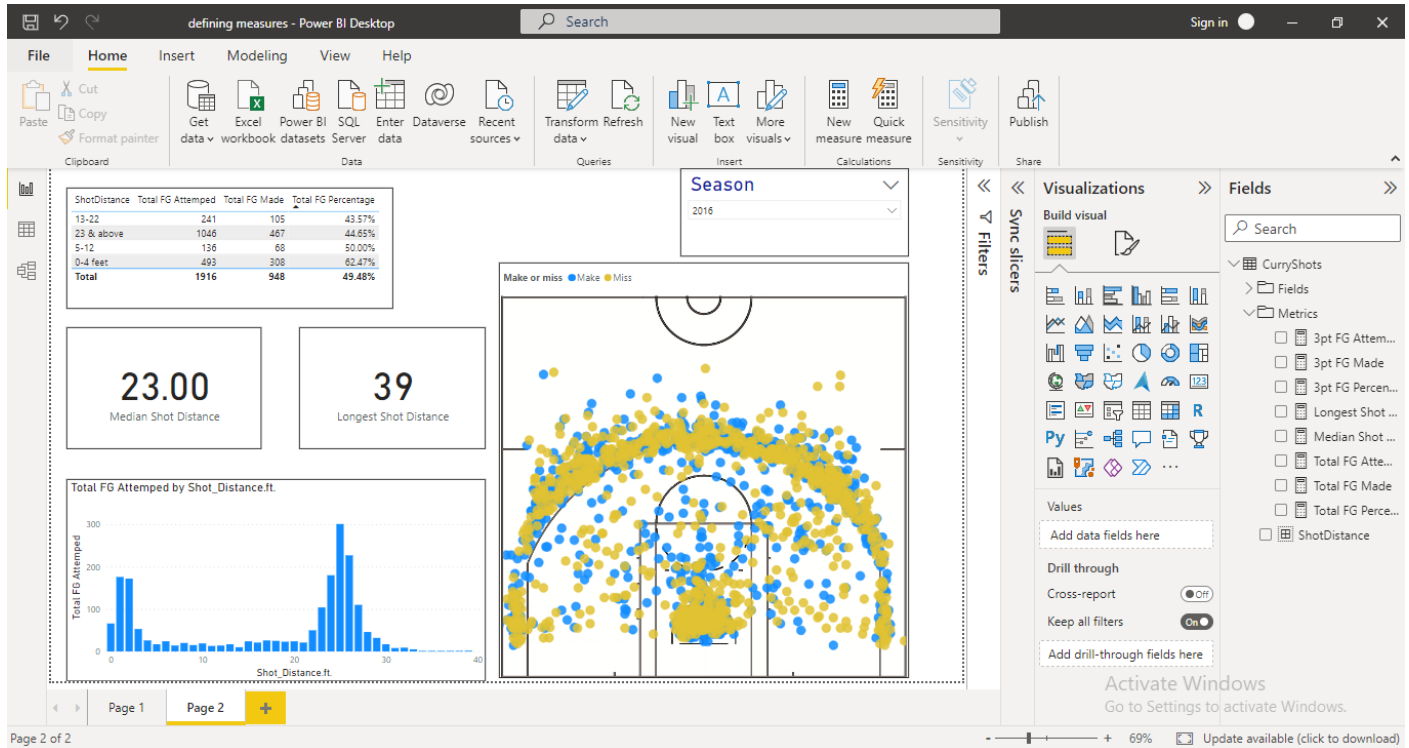 defining measures - Power BI Desktop
Search
Sign in
File Home Insert Modeling View Help
Paste
Cut
Copy
Format painter
Clipboard
Get data
Excel workbook
Power BI datasets
SQL Server
Enter data
Dataverse
Recent sources
Data
Transform data
Refresh
Queries
New visual
Text box
More visuals
Insert
New measure
Quick measure
Calculations
Sensitivity
Sensitivity
Publish
Share
ShotDistance Total FG Attemped Total FG Made Total FG Percentage
13-22 241 105 43.57%
23 & above 1046 467 44.65%
5-12 136 68 50.00%
0-4 feet 493 308 62.47%
Total 1916 948 49.48%
Season
2016
23.00
Median Shot Distance
39
Longest Shot Distance
Make or miss Make Miss
Total FG Attemped by Shot_Distance.ft.
Total FG Attemped
300
200
100
0
0 10 20 30 40
Shot_Distance.ft.
Filters
Sync slicers
Visualizations
Build visual
123
R
Py
Values
Add data fields here
Drill through
Cross-report Off
Keep all filters On
Add drill-through fields here
Fields
Search
CurryShots
Fields
Metrics
3pt FG Attem...
3pt FG Made
3pt FG Percen...
Longest Shot ...
Median Shot ...
Total FG Atte...
Total FG Made
Total FG Perce...
ShotDistance
Activate Windows
Go to Settings to activate Windows.
Page 1 Page 2 +
Page 2 of 2
- + 69% Update available (click to download)